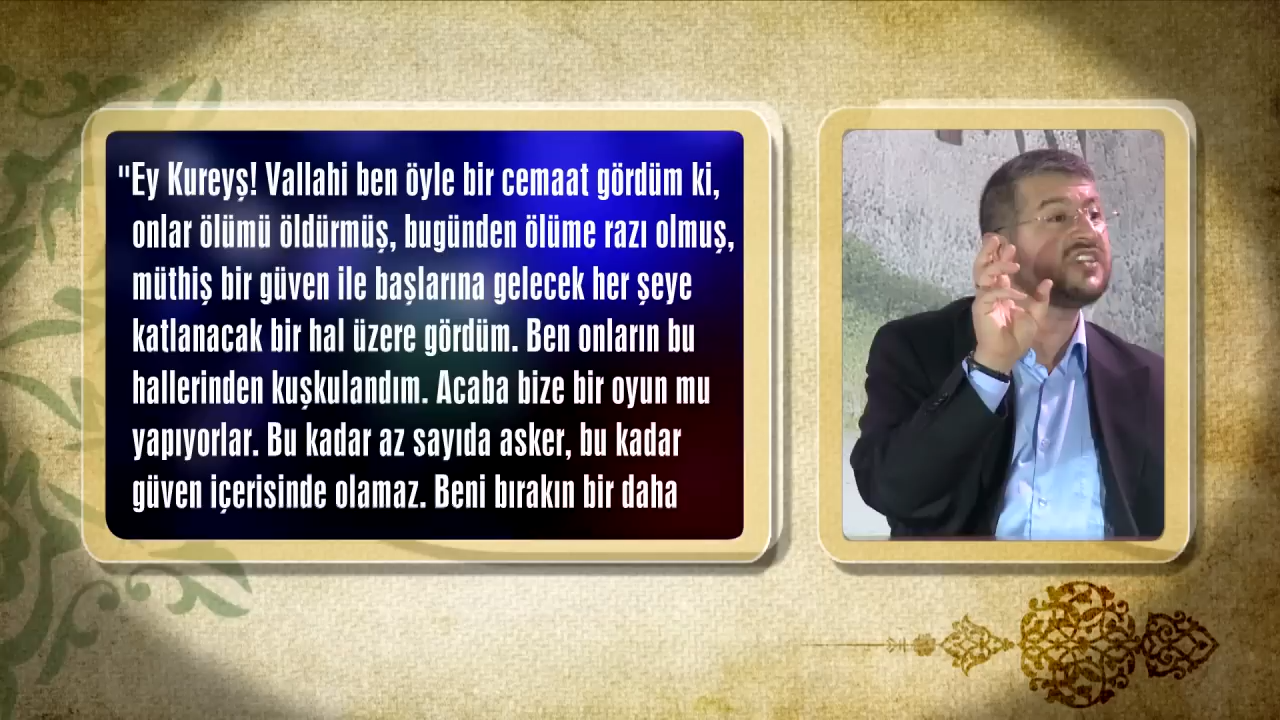 "Ey Kureyş! Vallahi ben öyle bir cemaat gördüm ki,
onlar ölümü öldürmüş, bugünden ölüme razı olmuş,
müthiş bir güven ile başlarına gelecek her şeye
katlanacak bir hal üzere gördüm. Ben onların bu
hallerinden kuşkulandım. Acaba bize bir oyun mu
yapıyorlar. Bu kadar az sayıda asker, bu kadar
güven içerisinde olamaz. Beni bırakın bir daha